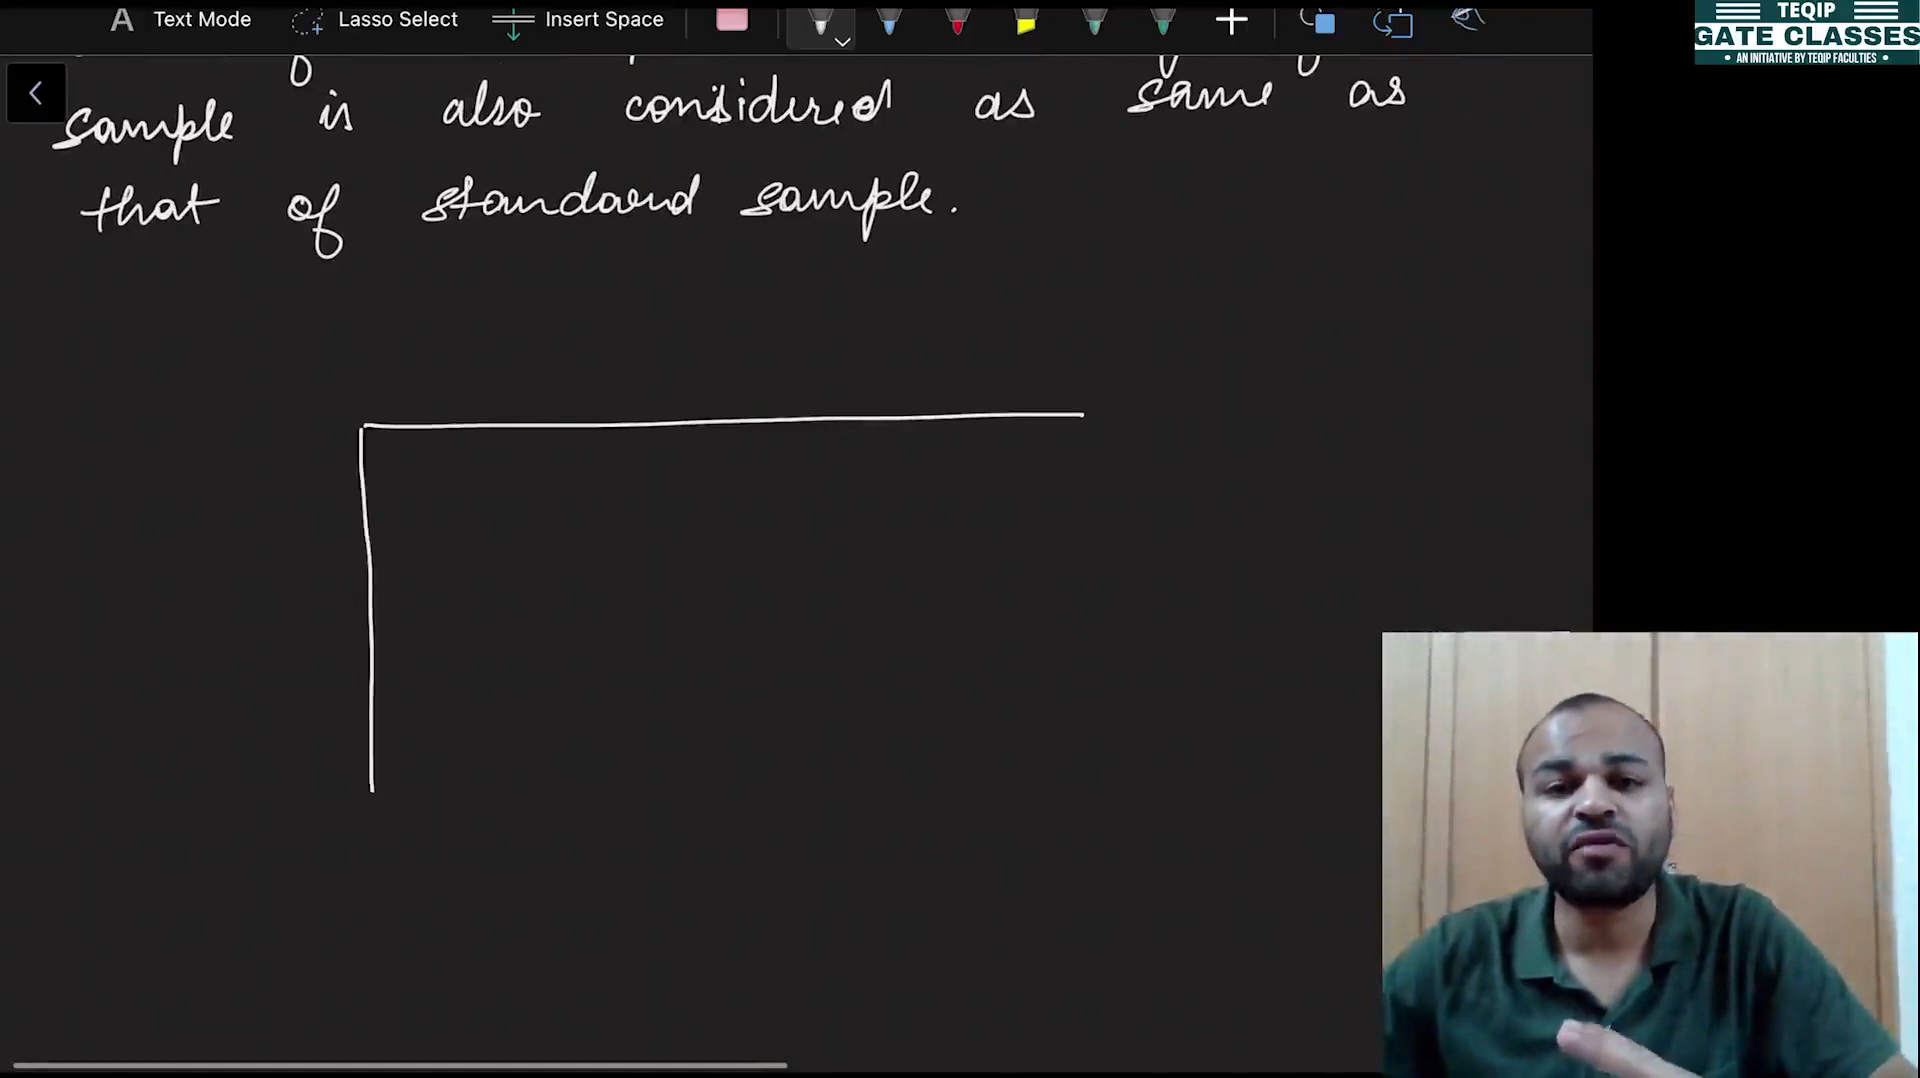 Text Mode Lasso Select Insert Space
TEQIP
GATE CLASSES
• AN INITIATIVE BY TEQIP FACULTIES •
sample is also considered as same as
that of standard sample.